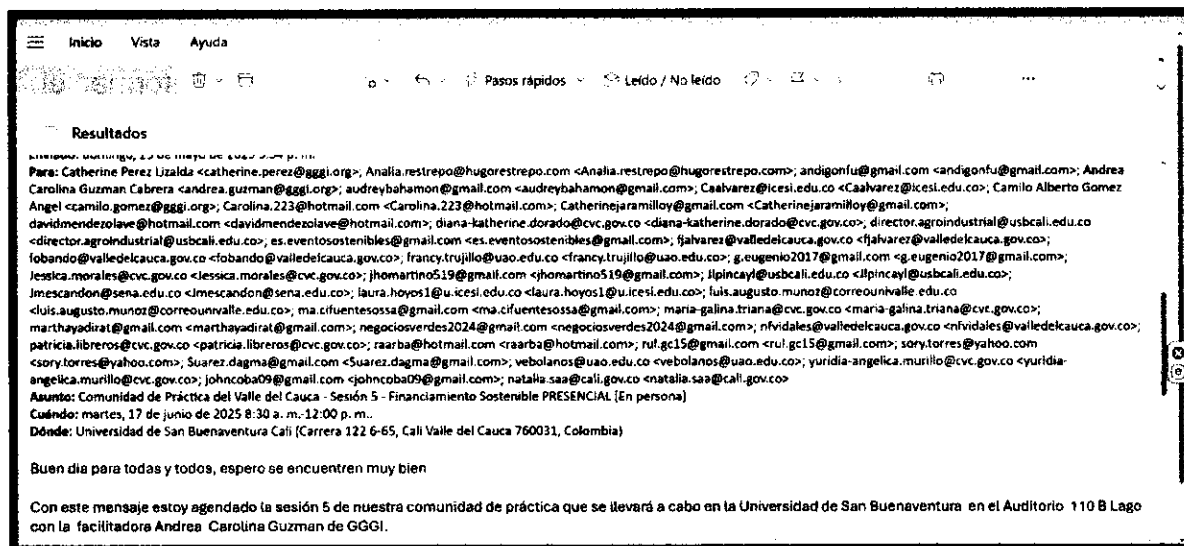 Inicio Vista Ayuda
Pasos rápidos Leído / No leído ...
Resultados
Enviado: domingo, de mayo de 2025 p. m.
Para: Catherine Perez Lizalda <catherine.perez@gggi.org>; Analia.restrepo@hugorestrepo.com <Analia.restrepo@hugorestrepo.com>; andigonfu@gmail.com <andigonfu@gmail.com>; Andrea
Carolina Guzman Cabrera <andrea.guzman@gggi.org>; audreybahamon@gmail.com <audreybahamon@gmail.com>; Caalvarez@icesi.edu.co <Caalvarez@icesi.edu.co>; Camilo Alberto Gomez
Angel <camilo.gomez@gggi.org>; Carolina.223@hotmail.com <Carolina.223@hotmail.com>; Catherinejaramilloy@gmail.com <Catherinejaramilloy@gmail.com>;
davidmendezolave@hotmail.com <davidmendezolave@hotmail.com>; diana-katherine.dorado@cvc.gov.co <diana-katherine.dorado@cvc.gov.co>; director.agroindustrial@usbcali.edu.co
<director.agroindustrial@usbcali.edu.co>; es.eventosostenibles@gmail.com <es.eventosostenibles@gmail.com>; fjalvarez@valledelcauca.gov.co <fjalvarez@valledelcauca.gov.co>;
fobando@valledelcauca.gov.co <fobando@valledelcauca.gov.co>; francy.trujillo@uao.edu.co <francy.trujillo@uao.edu.co>; g.eugenio2017@gmail.com <g.eugenio2017@gmail.com>;
Jessica.morales@cvc.gov.co <Jessica.morales@cvc.gov.co>; jhomartino519@gmail.com <jhomartino519@gmail.com>; Jlpincayl@usbcali.edu.co <Jlpincayl@usbcali.edu.co>;
Jmescandon@sena.edu.co <Jmescandon@sena.edu.co>; laura.hoyos1@u.icesi.edu.co <laura.hoyos1@u.icesi.edu.co>; luis.augusto.munoz@correounivalle.edu.co
<luis.augusto.munoz@correounivalle.edu.co>; ma.cifuentesossa@gmail.com <ma.cifuentesossa@gmail.com>; maria-galina.triana@cvc.gov.co <maria-galina.triana@cvc.gov.co>;
marthayadirat@gmail.com <marthayadirat@gmail.com>; negociosverdes2024@gmail.com <negociosverdes2024@gmail.com>; nfvidales@valledelcauca.gov.co <nfvidales@valledelcauca.gov.co>;
patricia.libreros@cvc.gov.co <patricia.libreros@cvc.gov.co>; raarba@hotmail.com <raarba@hotmail.com>; ruf.gc15@gmail.com <ruf.gc15@gmail.com>; sory.torres@yahoo.com
<sory.torres@yahoo.com>; Suarez.dagma@gmail.com <Suarez.dagma@gmail.com>; vebolanos@uao.edu.co <vebolanos@uao.edu.co>; yuridia-angelica.murillo@cvc.gov.co <yuridia-
angelica.murillo@cvc.gov.co>; johncoba09@gmail.com <johncoba09@gmail.com>; natalia.saa@cali.gov.co <natalia.saa@cali.gov.co>
Asunto: Comunidad de Práctica del Valle del Cauca - Sesión 5 - Financiamiento Sostenible PRESENCIAL [En persona]
Cuándo: martes, 17 de junio de 2025 8:30 a. m.-12:00 p. m..
Dónde: Universidad de San Buenaventura Cali (Carrera 122 6-65, Cali Valle del Cauca 760031, Colombia)
Buen dia para todas y todos, espero se encuentren muy bien
Con este mensaje estoy agendado la sesión 5 de nuestra comunidad de práctica que se llevará a cabo en la Universidad de San Buenaventura en el Auditorio 110 B Lago
con la facilitadora Andrea Carolina Guzman de GGGI.